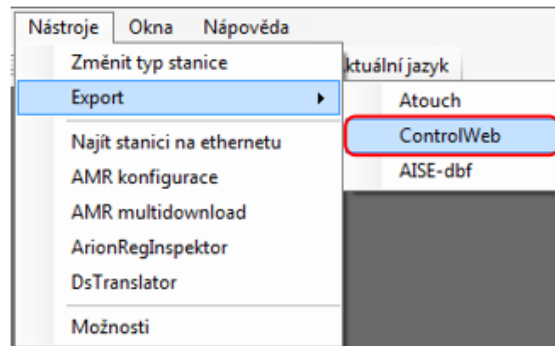 Nástroje Okna Nápověda
Změnit typ stanice
ktuální jazyk
Export
Atouch
ControlWeb
AISE-dbf
Najít stanici na ethernetu
AMR konfigurace
AMR multidownload
ArionRegInspektor
DsTranslator
Možnosti